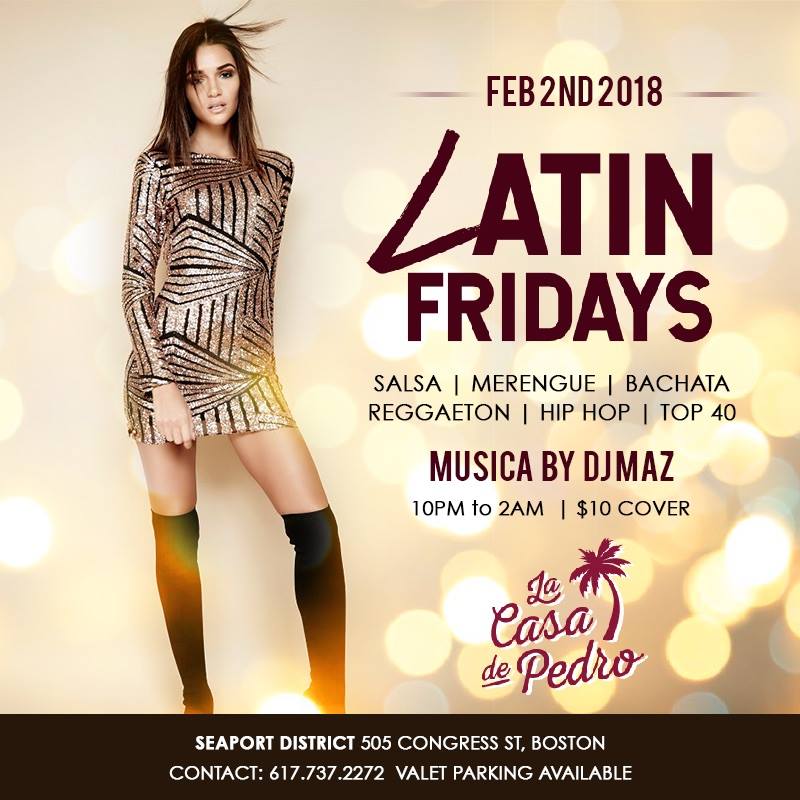 FEB 2ND 2018
LATIN
FRIDAYS
SALSA | MERENGUE | BACHATA
REGGAETON | HIP HOP | TOP 40
MUSICA BY DJ MAZ
10PM to 2AM | $10 COVER
La
Casa
de Pedro
SEAPORT DISTRICT 505 CONGRESS ST, BOSTON
CONTACT: 617.737.2272 VALET PARKING AVAILABLE